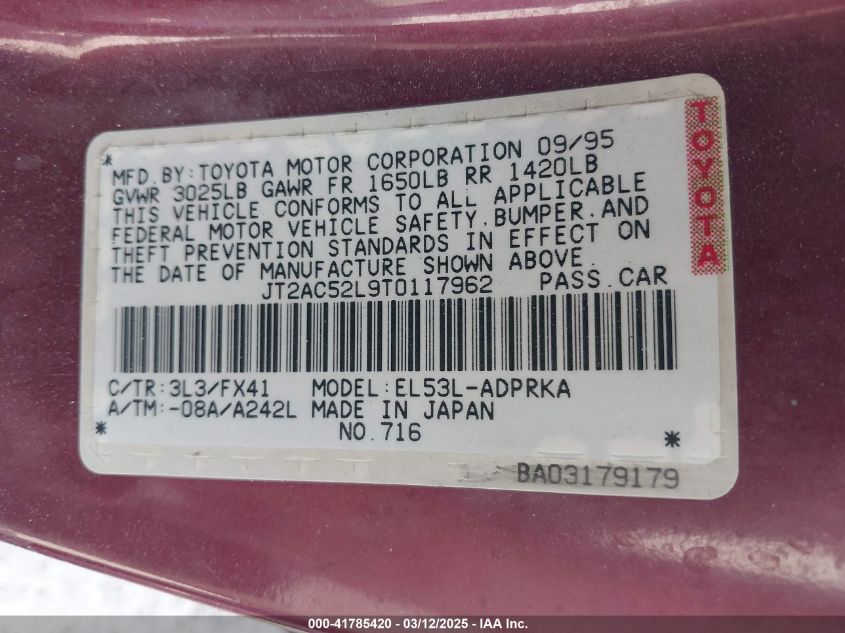 MFD.BY:TOYOTA MOTOR CORPORATION 09/95
GVWR 3025LB GAWR FR 1650LB RR 1420LB
THIS VEHICLE CONFORMS TO ALL APPLICABLE
FEDERAL MOTOR VEHICLE SAFETY,BUMPER,AND
THEFT PREVENTION STANDARDS IN EFFECT ON
THE DATE OF MANUFACTURE SHOWN ABOVE.
JT2AC52L9T0117962 PASS.CAR
TOYOTA
C/TR:3L3/FX41 MODEL:EL53L-ADPRKA
A/TM:-08A/A242L MADE IN JAPAN
NO.716
BA03179179
000-41785420 - 03/12/2025 - IAA Inc.